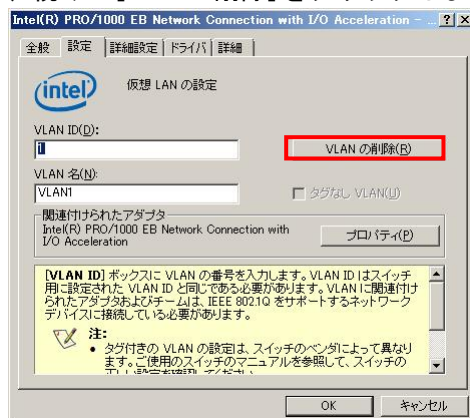 Intel(R) PRO/1000 EB Network Connection with I/O Acceleration - ...
全般 設定 詳細設定 ドライバ 詳細
intel
仮想 LAN の設定
VLAN ID(D):
VLAN の削除(R)
VLAN 名(N):
VLAN1
タグなし VLAN(U)
関連付けられたアダプタ
Intel(R) PRO/1000 EB Network Connection with
I/O Acceleration
プロパティ(P)
[VLAN ID] ボックスに VLAN の番号を入力します。VLAN ID はスイッチ
用に設定された VLAN ID と同じである必要があります。VLAN に関連付け
られたアダプタおよびチームは、IEEE 802.1Q をサポートするネットワーク
デバイスに接続している必要があります。
注:
• タグ付きの VLAN の設定は、スイッチのベンダによって異なり
ます。ご使用のスイッチのマニュアルを参照して、スイッチの
OK キャンセル